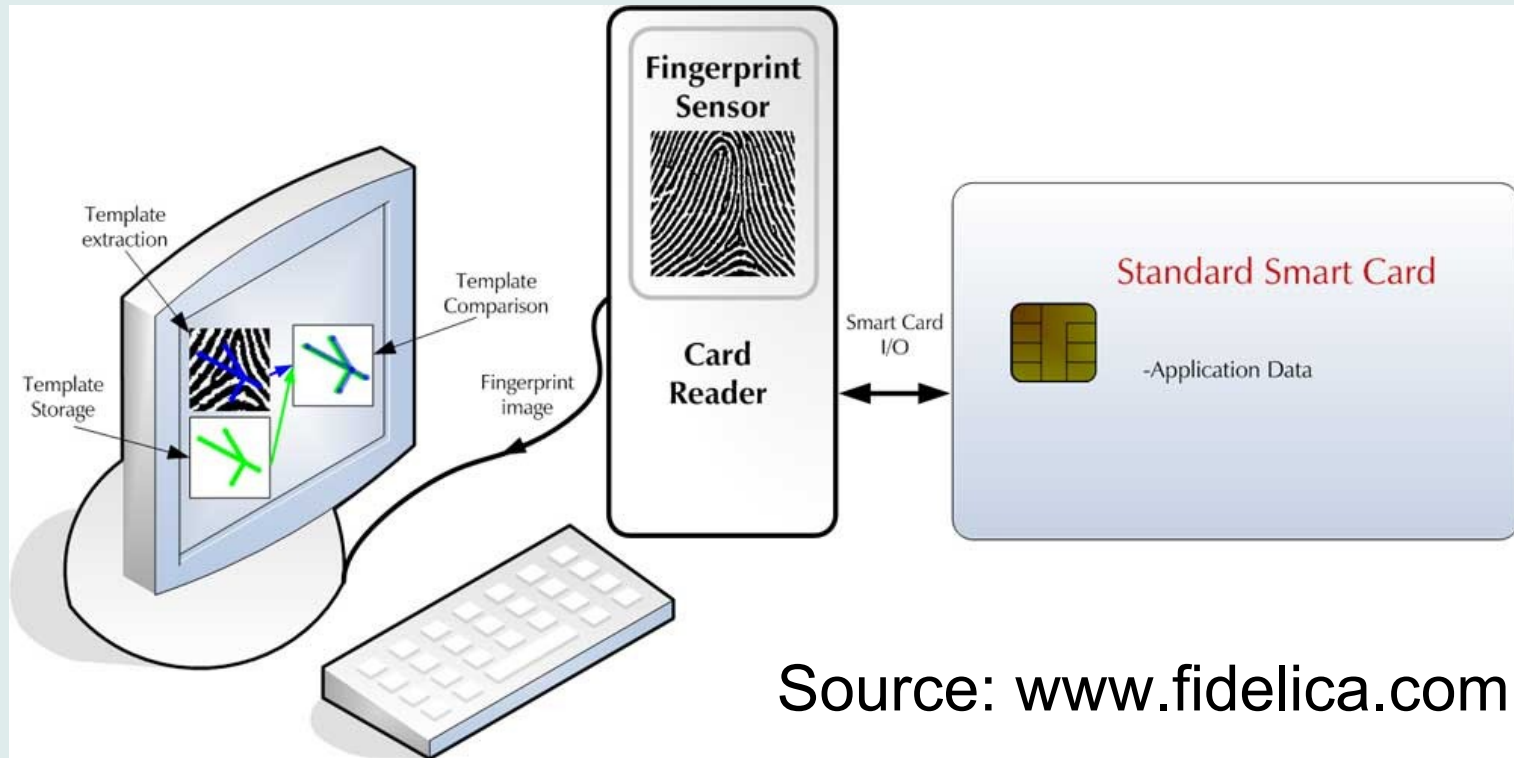 Fingerprint
Sensor
Template
extraction
Template
Comparison
Template
Storage
Fingerprint
image
Card
Reader
Smart Card
I/O
Standard Smart Card
-Application Data
Source: www.fidelica.com